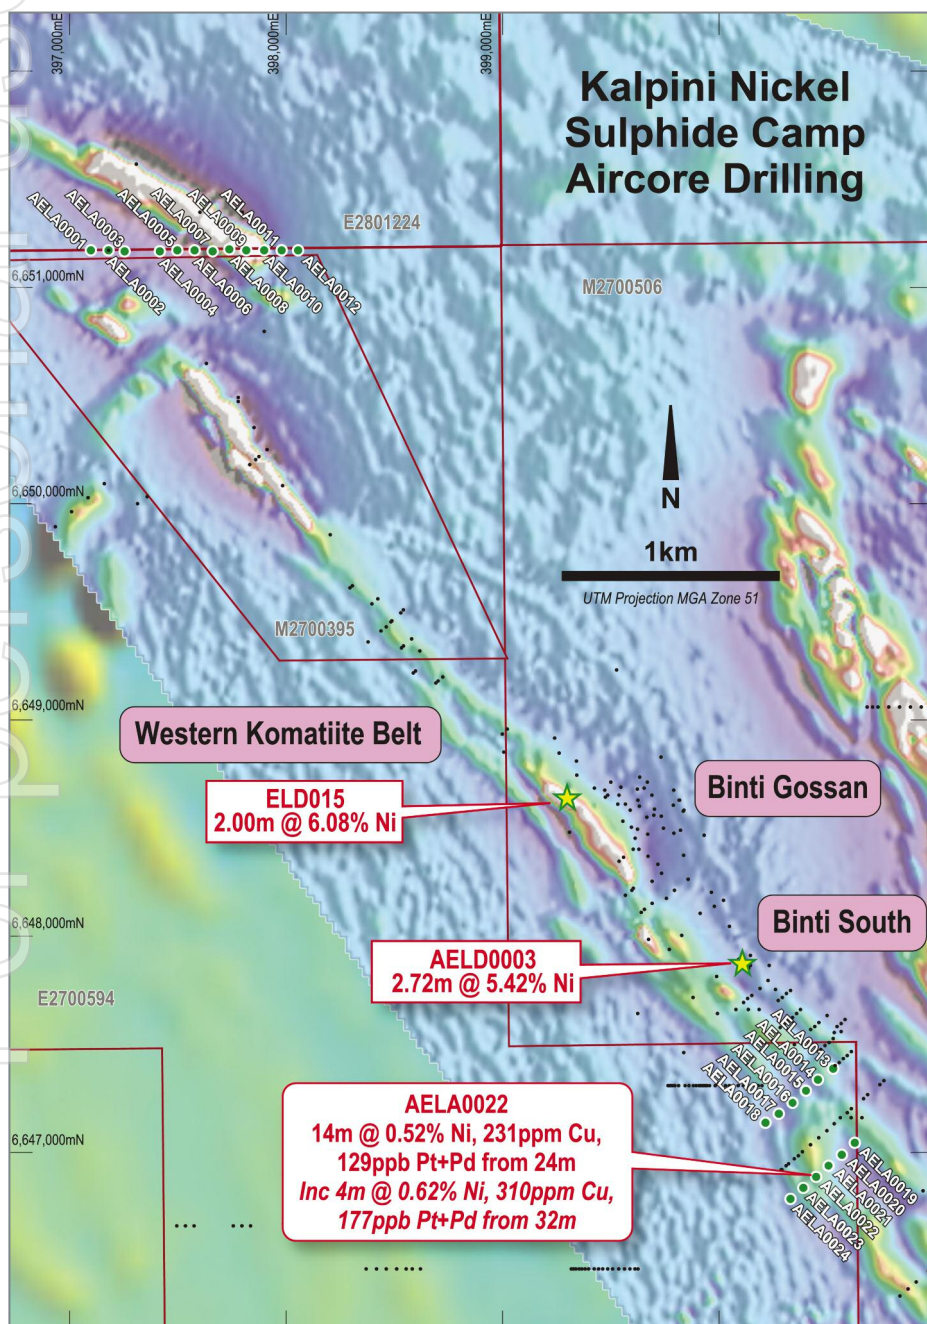 397,000mE
398,000mE
399,000mE
Kalpini Nickel
Sulphide Camp
Aircore Drilling
E2801224
AELA0001
AELA0003
AELA0005
AELA0007
AELA0009
AELA0011
AELA0002
AELA0004
AELA0006
AELA0008
AELA0010
AELA0012
6,651,000mN
M2700506
N
6,650,000mN
1km
UTM Projection MGA Zone 51
M2700395
6,649,000mN
Western Komatiite Belt
Binti Gossan
ELD015
2.00m @ 6.08% Ni
6,648,000mN
Binti South
AELD0003
2.72m @ 5.42% Ni
E2700594
AELA0013
AELA0014
AELA0015
AELA0016
AELA0017
AELA0018
AELA0022
14m @ 0.52% Ni, 231ppm Cu,
129ppb Pt+Pd from 24m
Inc 4m @ 0.62% Ni, 310ppm Cu,
177ppb Pt+Pd from 32m
6,647,000mN
AELA0019
AELA0020
AELA0021
AELA0022
AELA0023
AELA0024